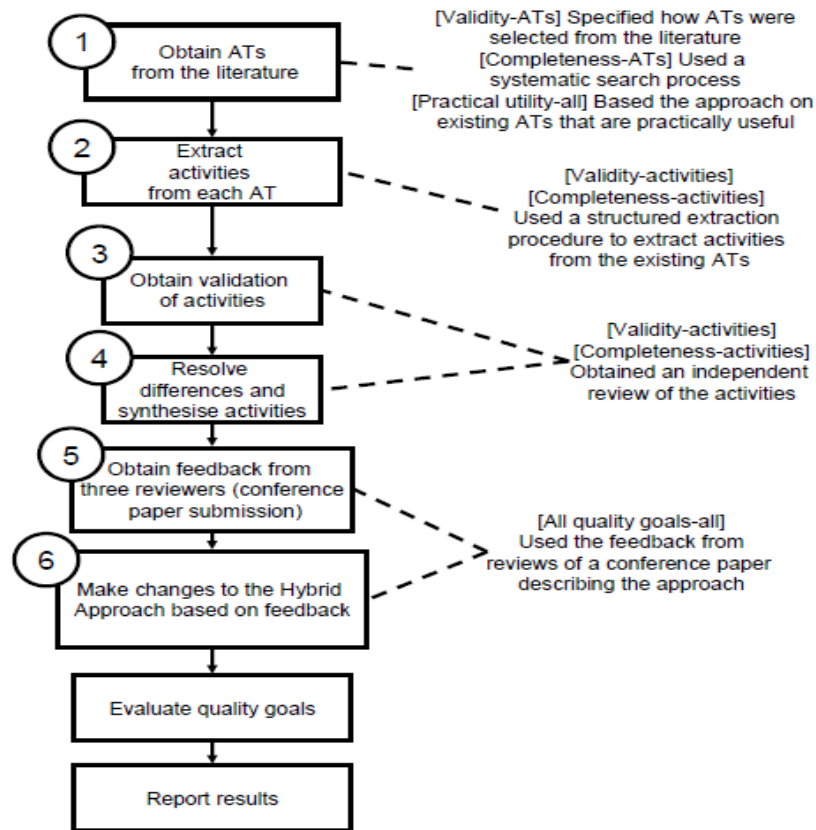 1
Obtain ATs
from the literature
[Validity-ATs] Specified how ATs were
selected from the literature
[Completeness-ATs] Used a
systematic search process
[Practical utility-all] Based the approach on
existing ATs that are practically useful
2
Extract
activities
from each AT
[Validity-activities]
[Completeness-activities]
Used a structured extraction
procedure to extract activities
from the existing ATs
3
Obtain validation
of activities
4
Resolve
differences and
synthesise activities
[Validity-activities]
[Completeness-activities]
Obtained an independent
review of the activities
5
Obtain feedback from
three reviewers (conference
paper submission)
6
Make changes to the Hybrid
Approach based on feedback
[All quality goals-all]
Used the feedback from
reviews of a conference paper
describing the approach
Evaluate quality goals
Report results